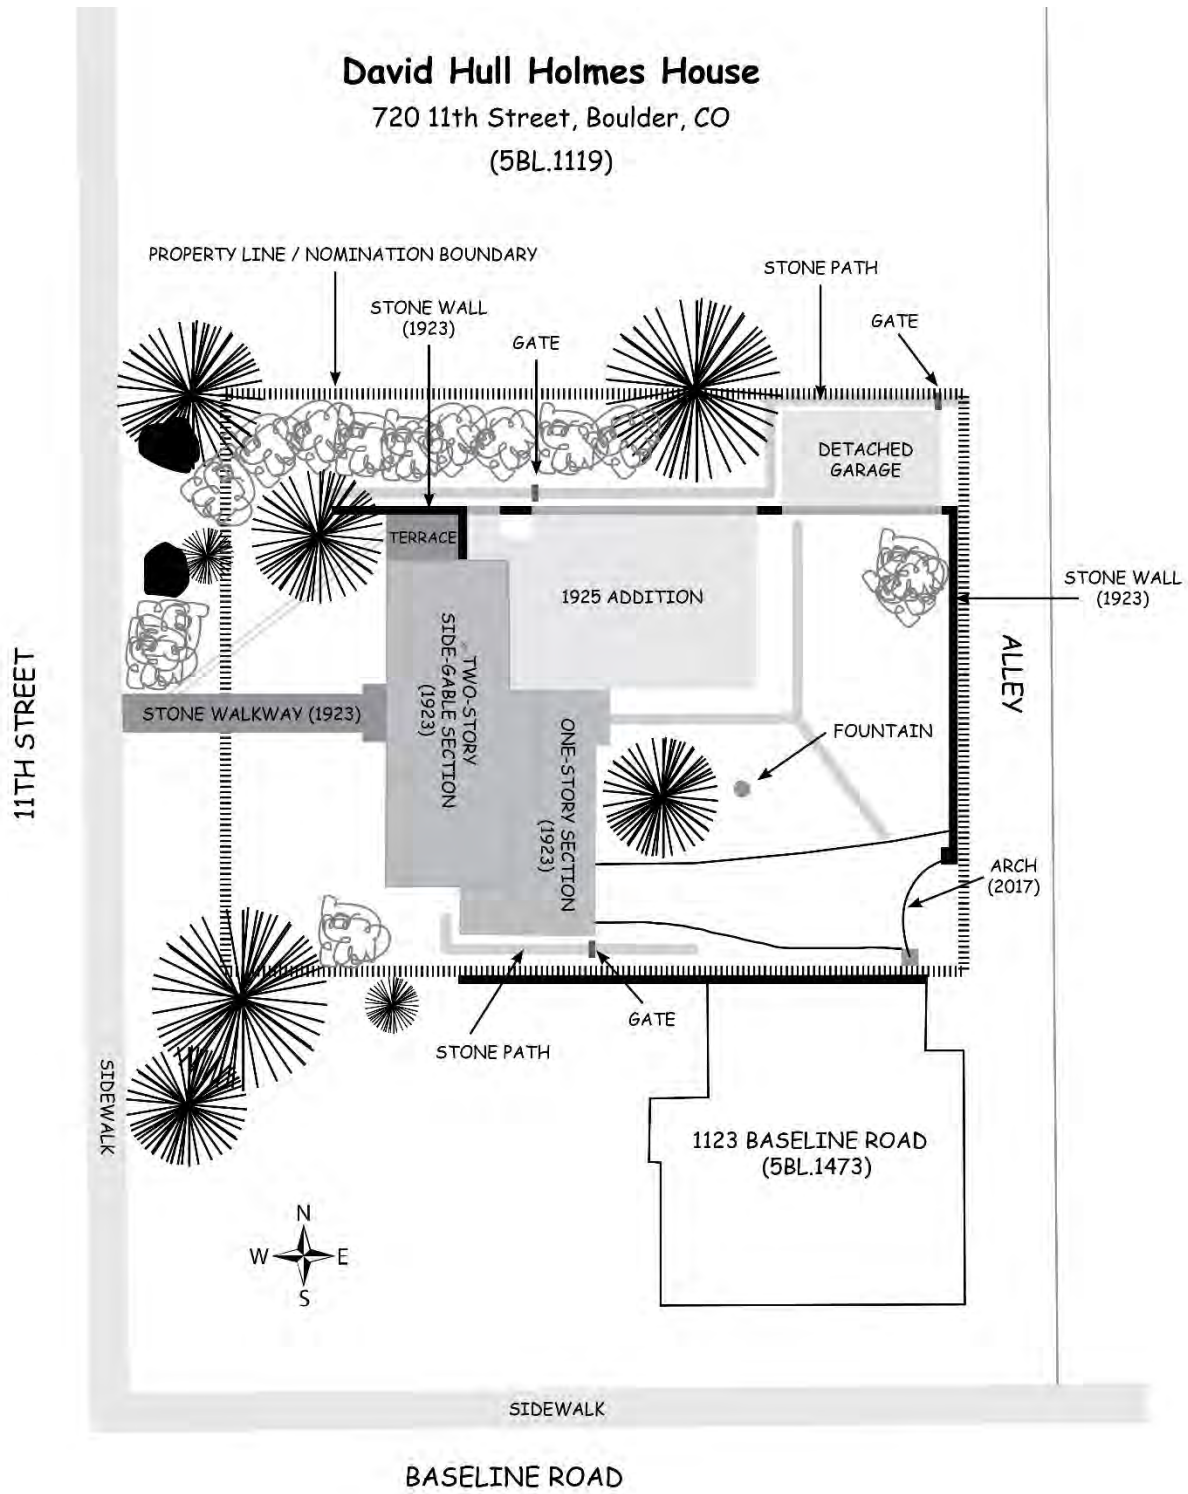 David Hull Holmes House
720 11th Street, Boulder, CO
(5BL.1119)
PROPERTY LINE / NOMINATION BOUNDARY
STONE PATH
STONE WALL
(1923)
GATE
GATE
DETACHED
GARAGE
TERRACE
1925 ADDITION
STONE WALL
(1923)
TWO-STORY
SIDE-GABLE SECTION
(1923)
ALLEY
11TH STREET
STONE WALKWAY (1923)
ONE-STORY SECTION
(1923)
FOUNTAIN
ARCH
(2017)
GATE
STONE PATH
SIDEWALK
1123 BASELINE ROAD
(5BL.1473)
N
W
E
S
SIDEWALK
BASELINE ROAD